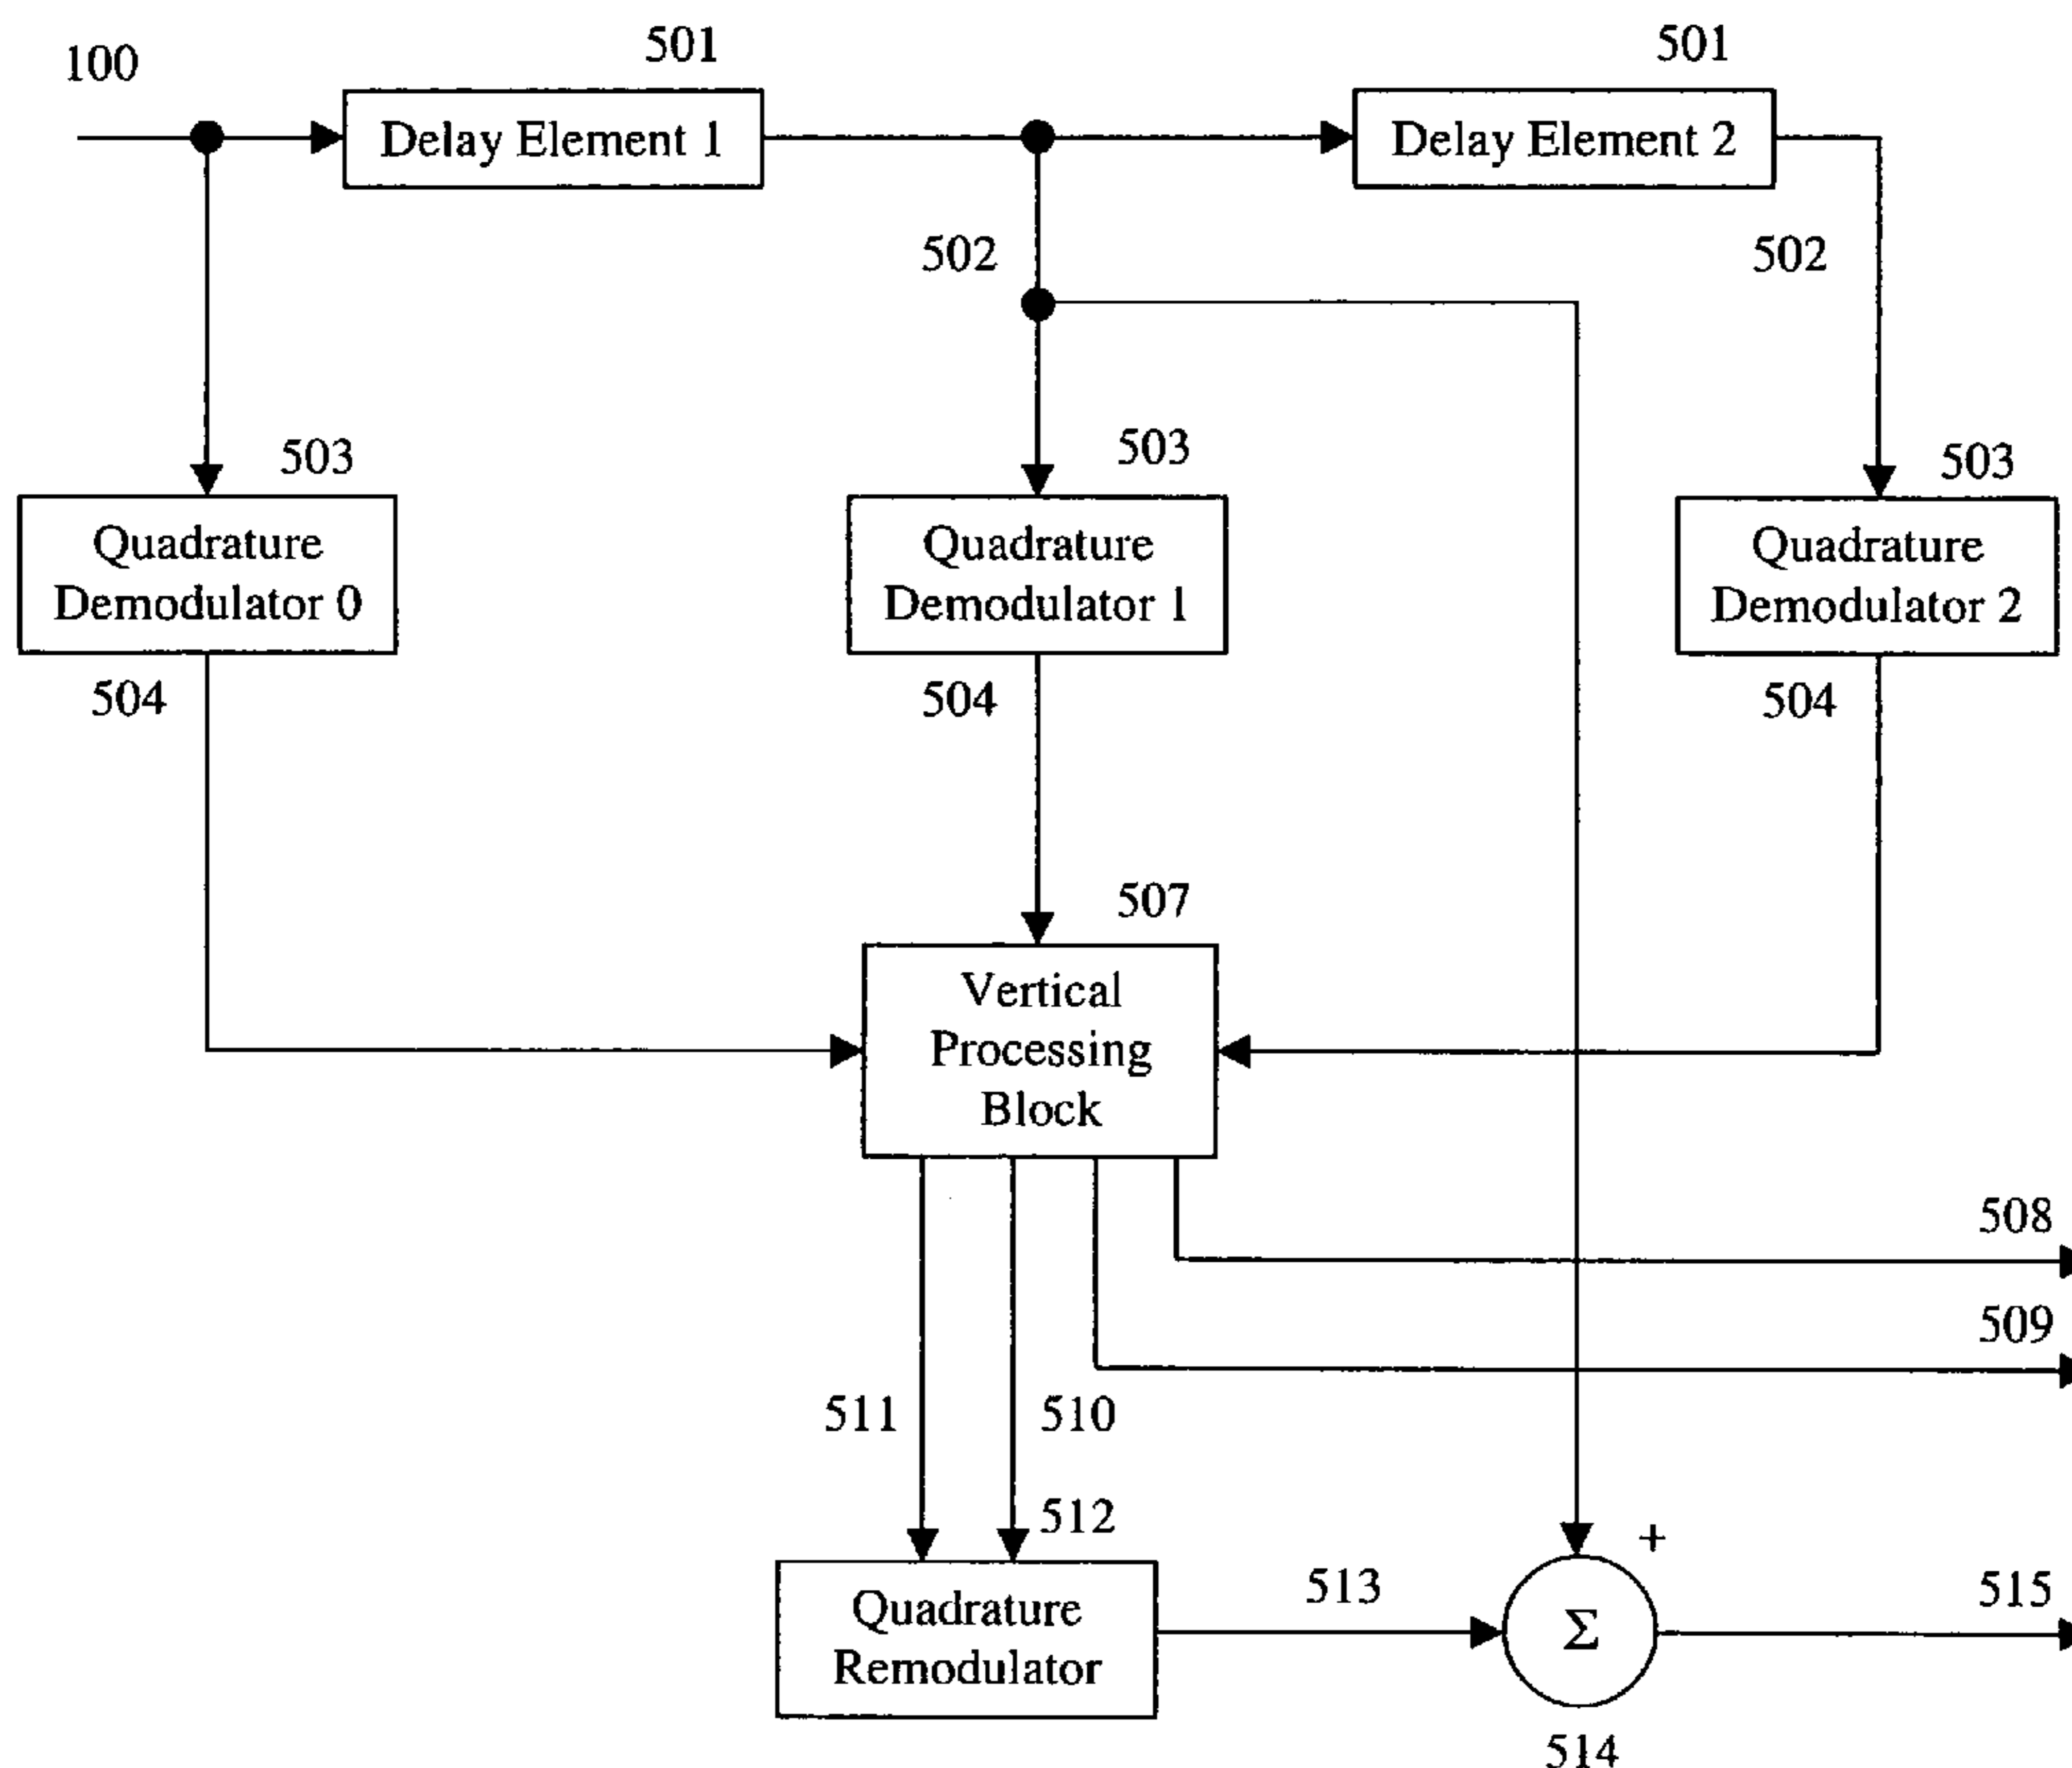 100
501
501
Delay Element 1
Delay Element 2
502
502
503
503
503
Quadrature
Demodulator 0
Quadrature
Demodulator 1
Quadrature
Demodulator 2
504
504
504
507
Vertical
Processing
Block
508
509
511
510
512
+
Quadrature
Remodulator
513
Σ
515
514